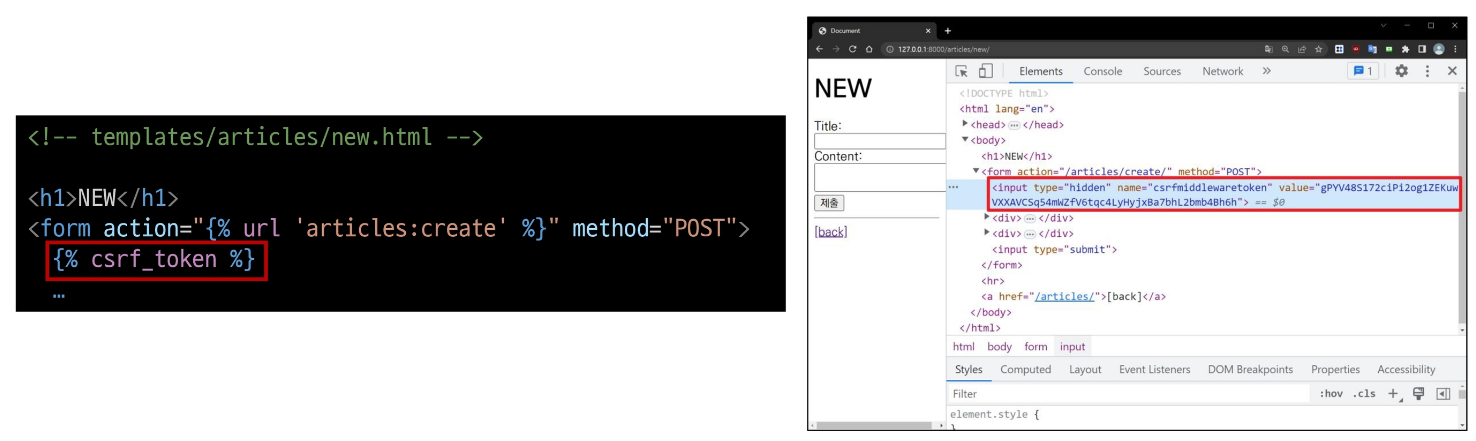 <!-- templates/articles/new.html -->
<h1>NEW</h1>
<form action="{% url 'articles:create' %}" method="POST">
{% csrf_token %}
…
Document
127.0.0.1:8000/articles/new/
NEW
Title:
Content:
제출
[back]
Elements Console Sources Network »
1
<!DOCTYPE html>
<html lang="en">
<head> … </head>
<body>
<h1>NEW</h1>
<form action="/articles/create/" method="POST">
<input type="hidden" name="csrfmiddlewaretoken" value="gPYV48S172ciPi2og1ZEKuw
VXXAVCSq54mWZfV6tqc4LyHyjxBa7bhL2bmb4Bh6h"> == $0
<div> … </div>
<div> … </div>
<input type="submit">
</form>
<hr>
<a href="/articles/">[back]</a>
</body>
</html>
html body form input
Styles Computed Layout Event Listeners DOM Breakpoints Properties Accessibility
Filter :hov .cls +
element.style {
}